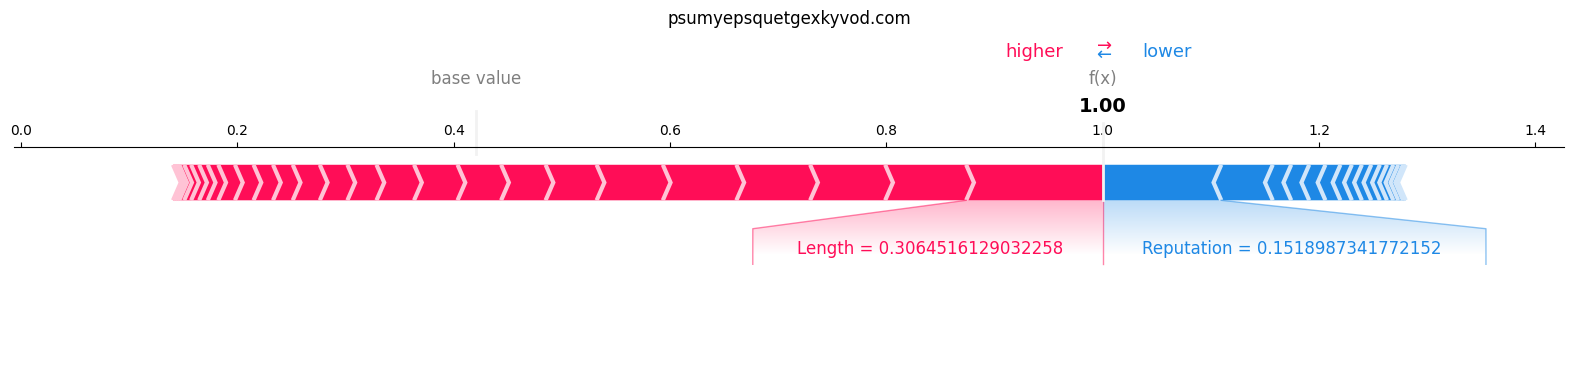 psumyepsquetgexkyvod.com
higher ⇄ lower
base value f(x)
1.00
0.0 0.2 0.4 0.6 0.8 1.0 1.2 1.4
Length = 0.3064516129032258 Reputation = 0.1518987341772152